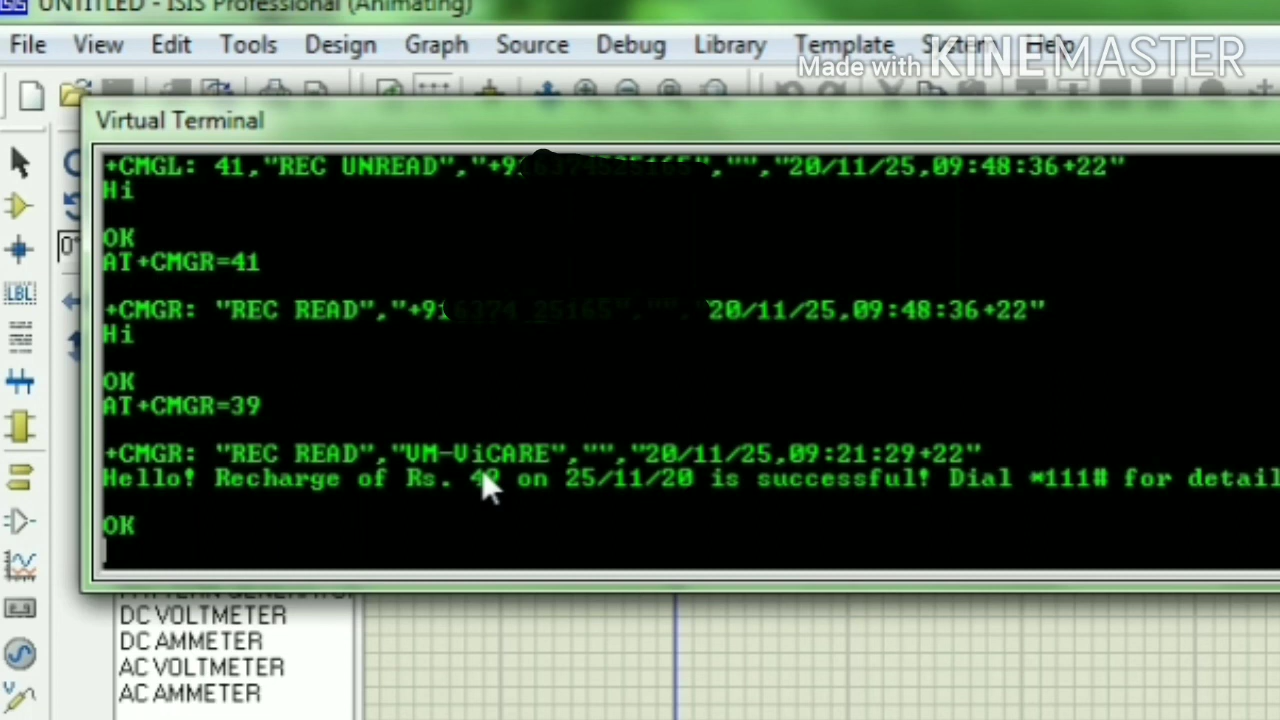 UNTITLED - ISIS Professional (Animating)
File View Edit Tools Design Graph Source Debug Library Template System Help
Made with KINEMASTER
Virtual Terminal
+CMGL: 41,"REC UNREAD","+9 ","","20/11/25,09:48:36+22"
Hi
OK
AT+CMGR=41
+CMGR: "REC READ","+91 "20/11/25,09:48:36+22"
Hi
OK
AT+CMGR=39
+CMGR: "REC READ","VM-ViCARE","","20/11/25,09:21:29+22"
Hello! Recharge of Rs. on 25/11/20 is successful! Dial *111# for detail
OK
LBL
DC VOLTMETER
DC AMMETER
AC VOLTMETER
AC AMMETER